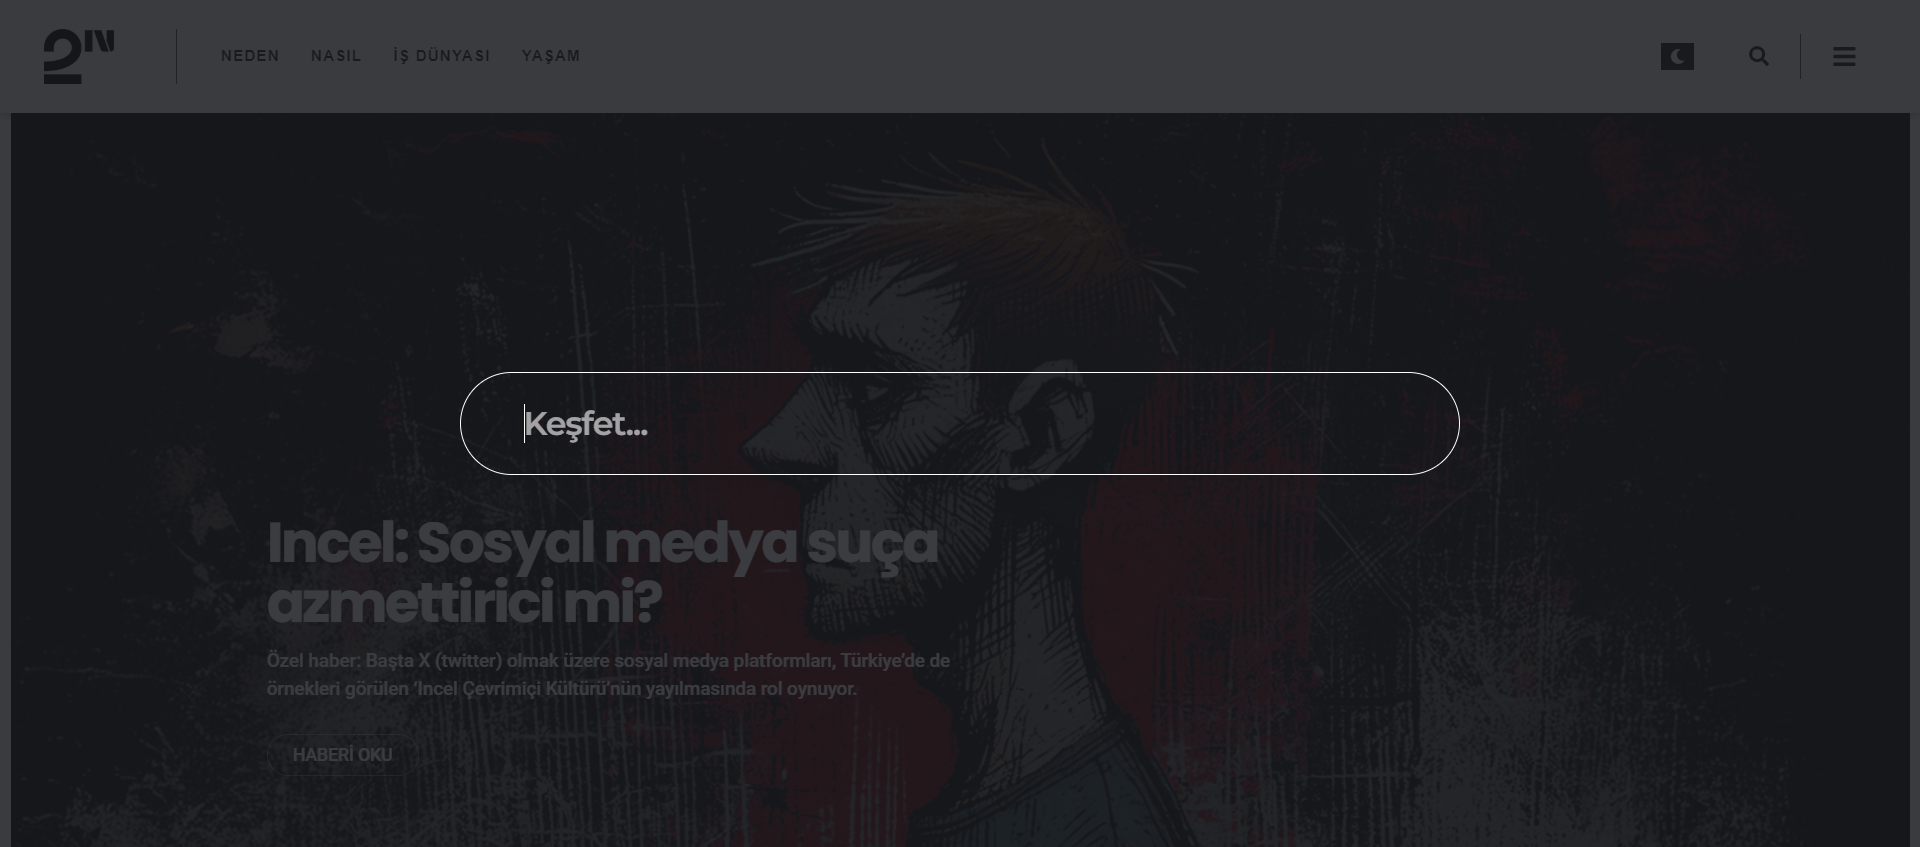 2N
NEDEN NASIL İŞ DÜNYASI YAŞAM
Keşfet...
Incel: Sosyal medya suça
azmettirici mi?
Özel haber: Başta X (twitter) olmak üzere sosyal medya platformları, Türkiye’de de
örnekleri görülen ‘Incel Çevrimiçi Kültürü’nün yayılmasında rol oynuyor.
HABERİ OKU